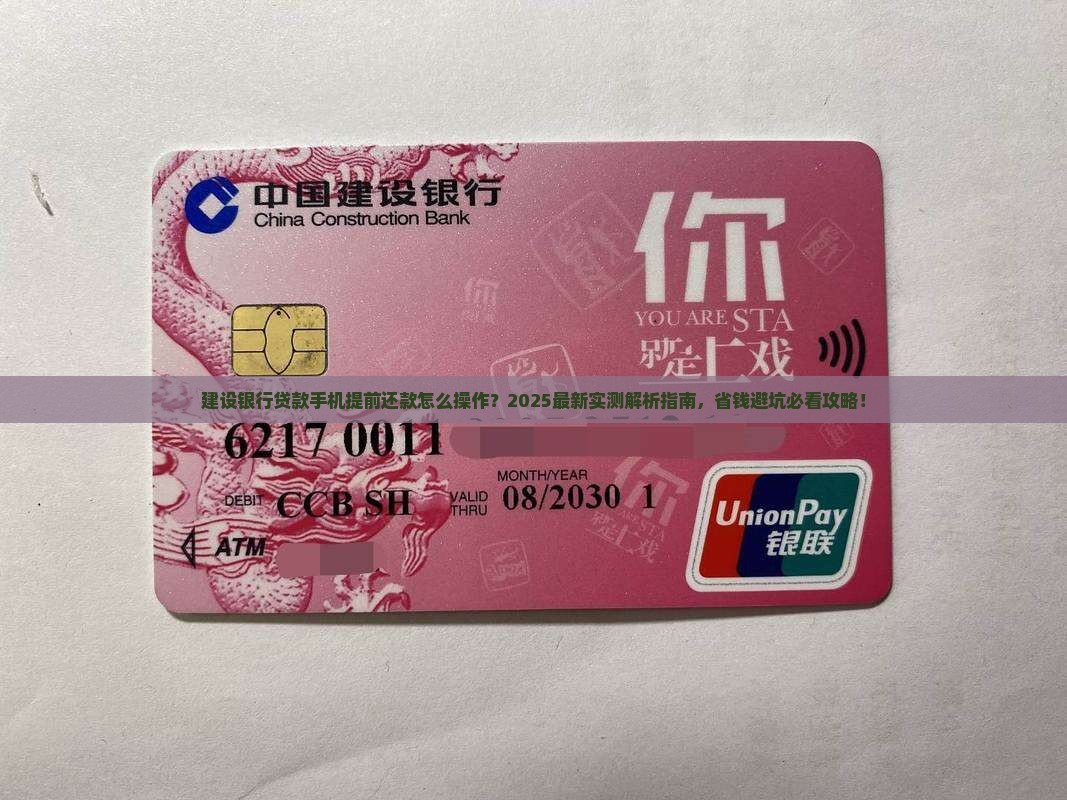 中国建设银行
China Construction Bank
你
YOU ARE STA
就是大戏
建设银行贷款手机提前还款怎么操作？2025最新实测解析指南，省钱避坑必看攻略！
6217 0011
MONTH/YEAR
DEBIT CCB SH VALID THRU 08/2030 1
ATM
UnionPay
银联